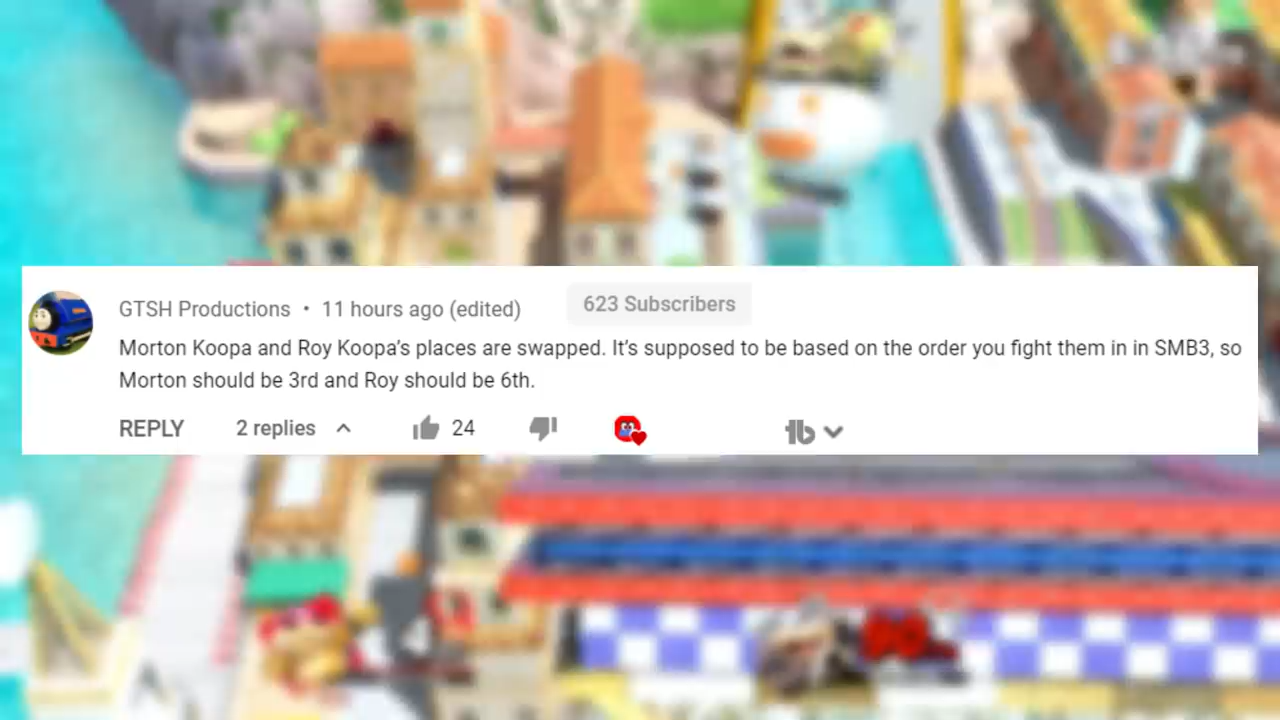 GTSH Productions • 11 hours ago (edited) 623 Subscribers
Morton Koopa and Roy Koopa’s places are swapped. It’s supposed to be based on the order you fight them in in SMB3, so
Morton should be 3rd and Roy should be 6th.
REPLY 2 replies 24 tb